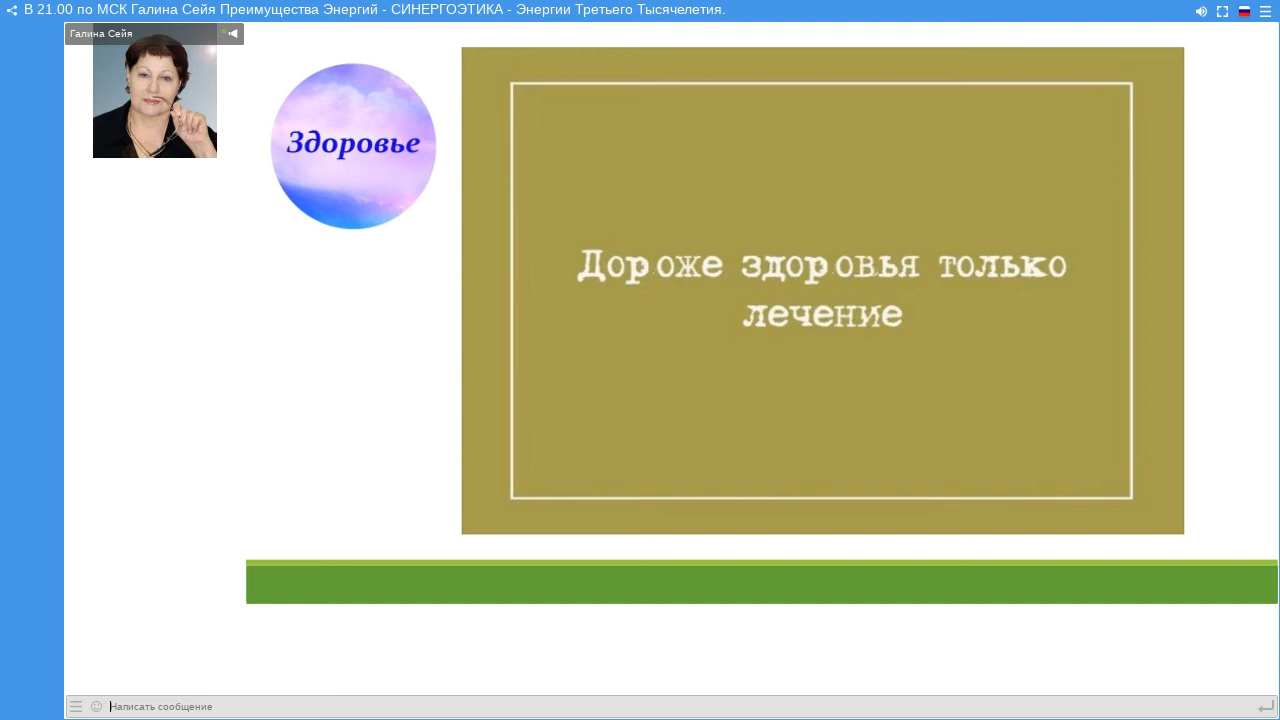 В 21.00 по МСК Галина Сейя Преимущества Энергий - СИНЕРГОЭТИКА - Энергии Третьего Тысячелетия.
Галина Сейя
Здоровье
Дороже здоровья только
лечение
Написать сообщение